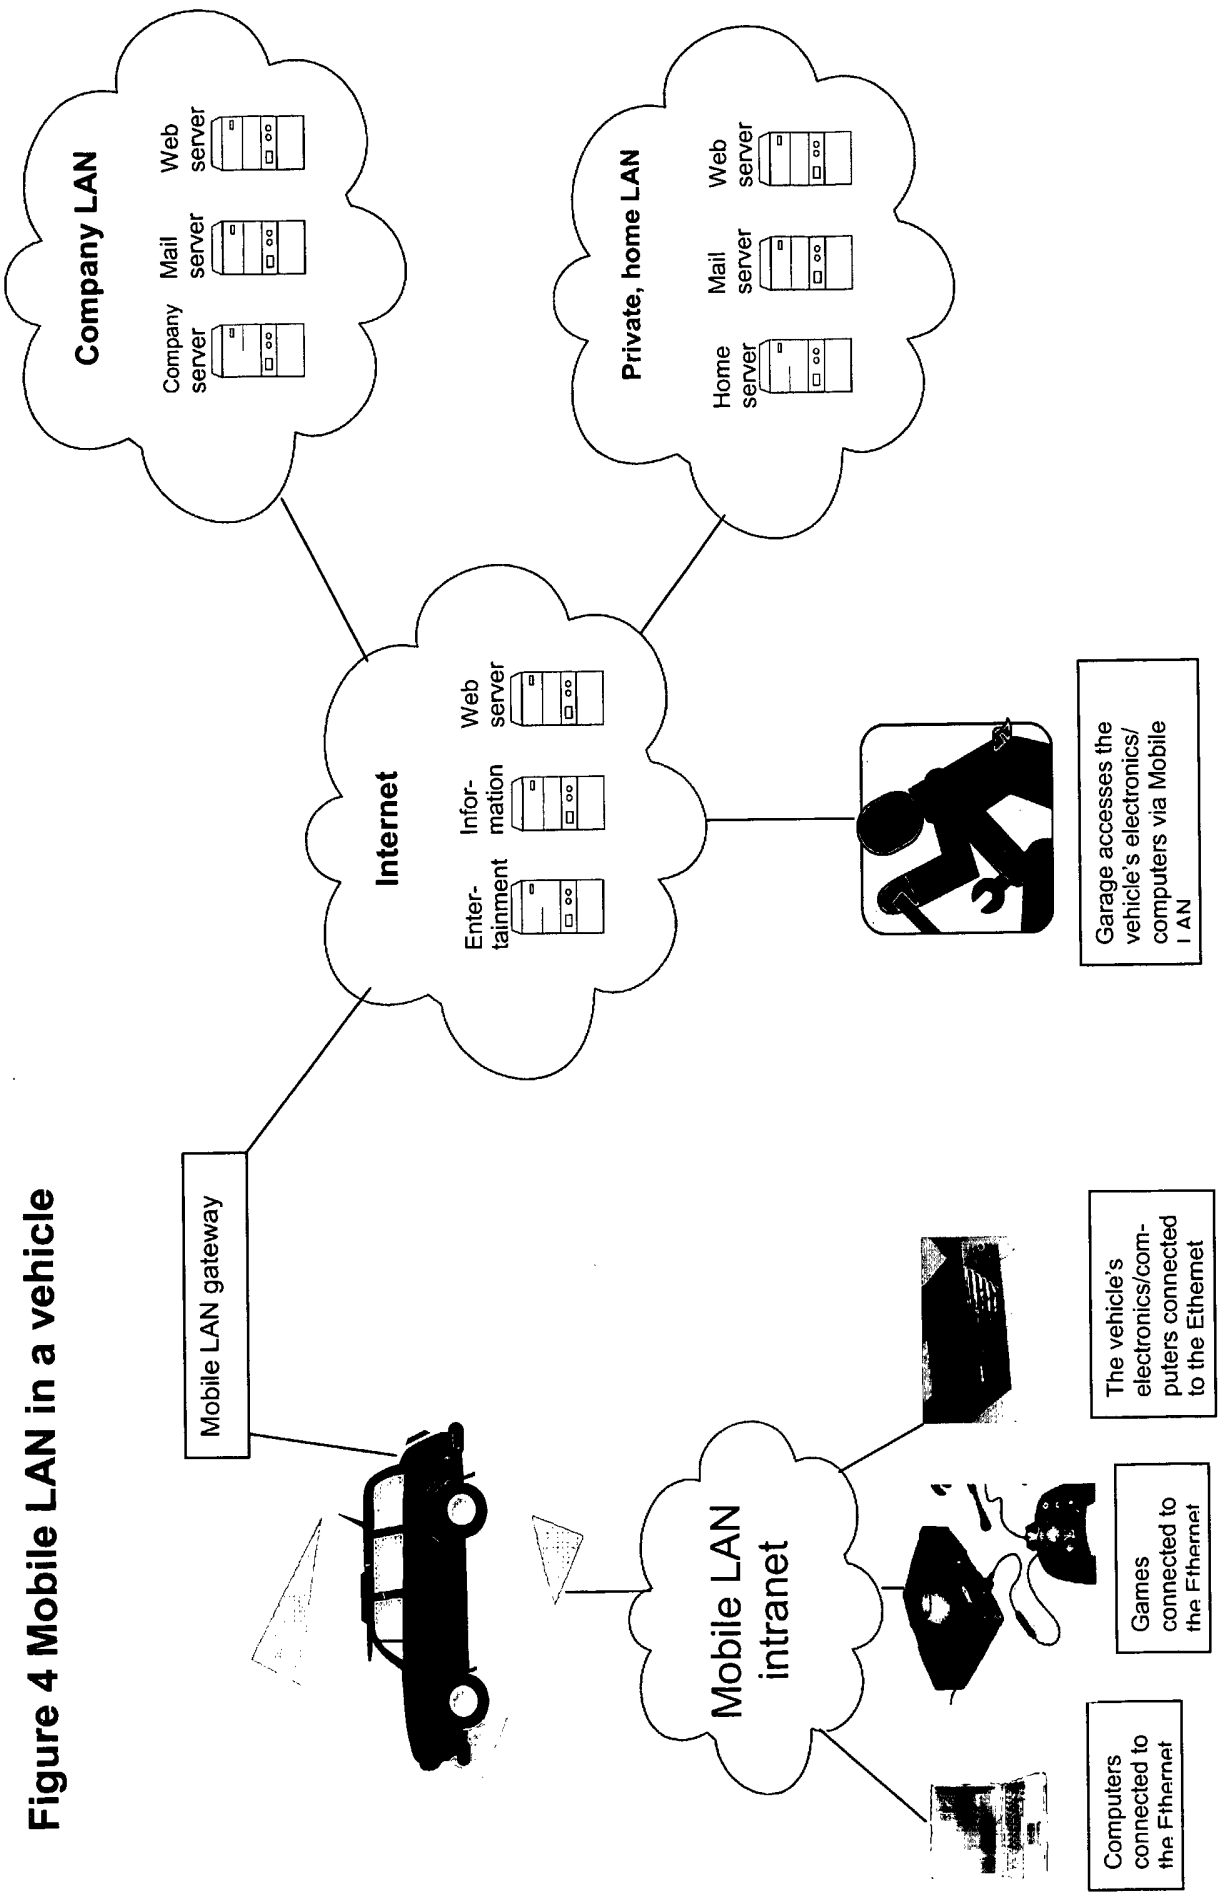 Figure 4 Mobile LAN in a vehicle
Mobile LAN gateway
Internet
Enter-
tainment
Infor-
mation
Web
server
Company LAN
Company
server
Mail
server
Web
server
Private, home LAN
Home
server
Mail
server
Web
server
Mobile LAN
intranet
Computers
connected to
the Ethernet
Games
connected to
the Ethernet
The vehicle's
electronics/com-
puters connected
to the Ethernet
Garage accesses the
vehicle's electronics/
computers via Mobile
LAN